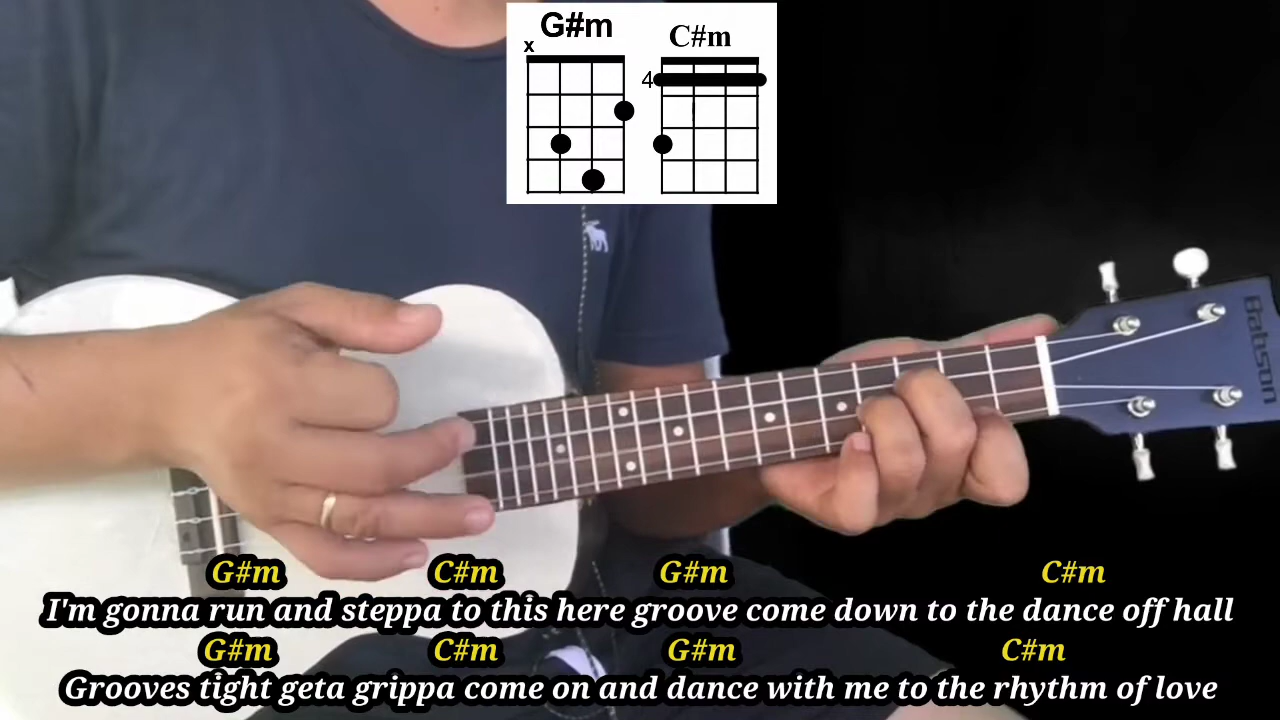 G#m C#m
x
4
Babson
G#m C#m G#m C#m
I'm gonna run and steppa to this here groove come down to the dance off hall
G#m C#m G#m C#m
Grooves tight geta grippa come on and dance with me to the rhythm of love